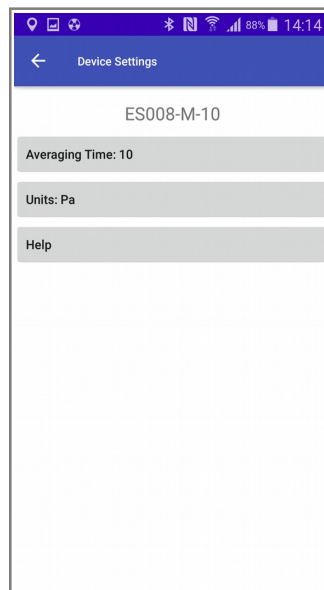 88% 14:14
Device Settings
ES008-M-10
Averaging Time: 10
Units: Pa
Help